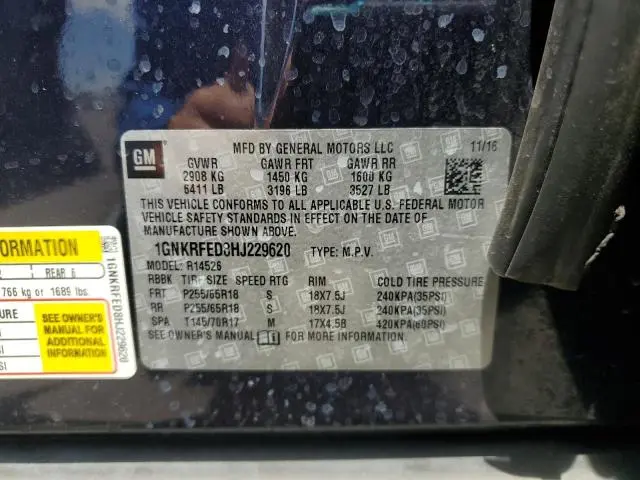 GM
MFD BY GENERAL MOTORS LLC 11/16
GVWR GAWR FRT GAWR RR
2908 KG 1450 KG 1600 KG
6411 LB 3196 LB 3527 LB
THIS VEHICLE CONFORMS TO ALL APPLICABLE U.S. FEDERAL MOTOR
VEHICLE SAFETY STANDARDS IN EFFECT ON THE DATE OF
MANUFACTURE SHOWN ABOVE.
1GNKRFED8HJ229620 TYPE: M.P.V.
MODEL: R14526
RBBK TIRE SIZE SPEED RTG RIM COLD TIRE PRESSURE
FRT P255/65R18 S 18X7.5J 240KPA(35PSI)
RR P255/65R18 S 18X7.5J 240KPA(35PSI)
SPA T145/70R17 M 17X4.5B 420KPA(60PSI)
SEE OWNER'S MANUAL FOR MORE INFORMATION.
REAR 6
766 kg or 1689 lbs.
SEE OWNER'S
MANUAL FOR
ADDITIONAL
INFORMATION
1GNKRFED8HJ229620